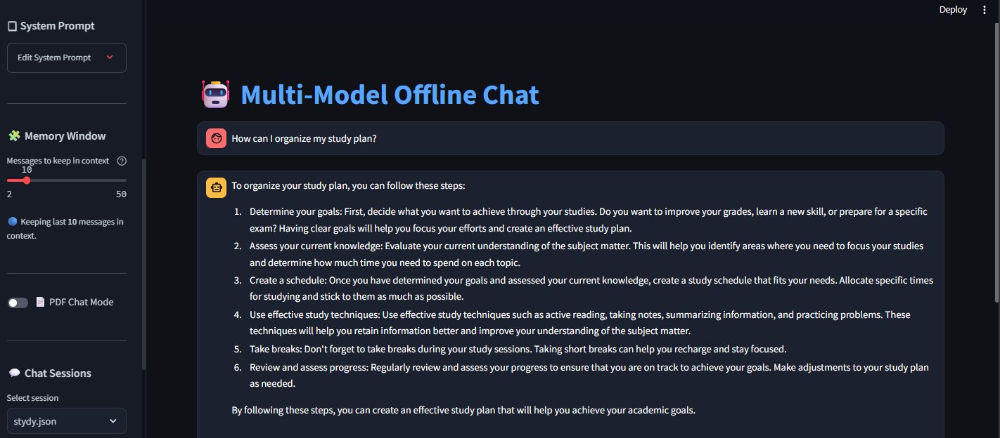 Deploy
System Prompt
Edit System Prompt
Memory Window
Messages to keep in context
10
2 50
Keeping last 10 messages in
context.
PDF Chat Mode
Chat Sessions
Select session
stydy.json
Multi-Model Offline Chat
How can I organize my study plan?
To organize your study plan, you can follow these steps:
1. Determine your goals: First, decide what you want to achieve through your studies. Do you want to improve your grades, learn a new skill, or prepare for a specific
exam? Having clear goals will help you focus your efforts and create an effective study plan.
2. Assess your current knowledge: Evaluate your current understanding of the subject matter. This will help you identify areas where you need to focus your studies
and determine how much time you need to spend on each topic.
3. Create a schedule: Once you have determined your goals and assessed your current knowledge, create a study schedule that fits your needs. Allocate specific times
for studying and stick to them as much as possible.
4. Use effective study techniques: Use effective study techniques such as active reading, taking notes, summarizing information, and practicing problems. These
techniques will help you retain information better and improve your understanding of the subject matter.
5. Take breaks: Don't forget to take breaks during your study sessions. Taking short breaks can help you recharge and stay focused.
6. Review and assess progress: Regularly review and assess your progress to ensure that you are on track to achieve your goals. Make adjustments to your study plan
as needed.
By following these steps, you can create an effective study plan that will help you achieve your academic goals.